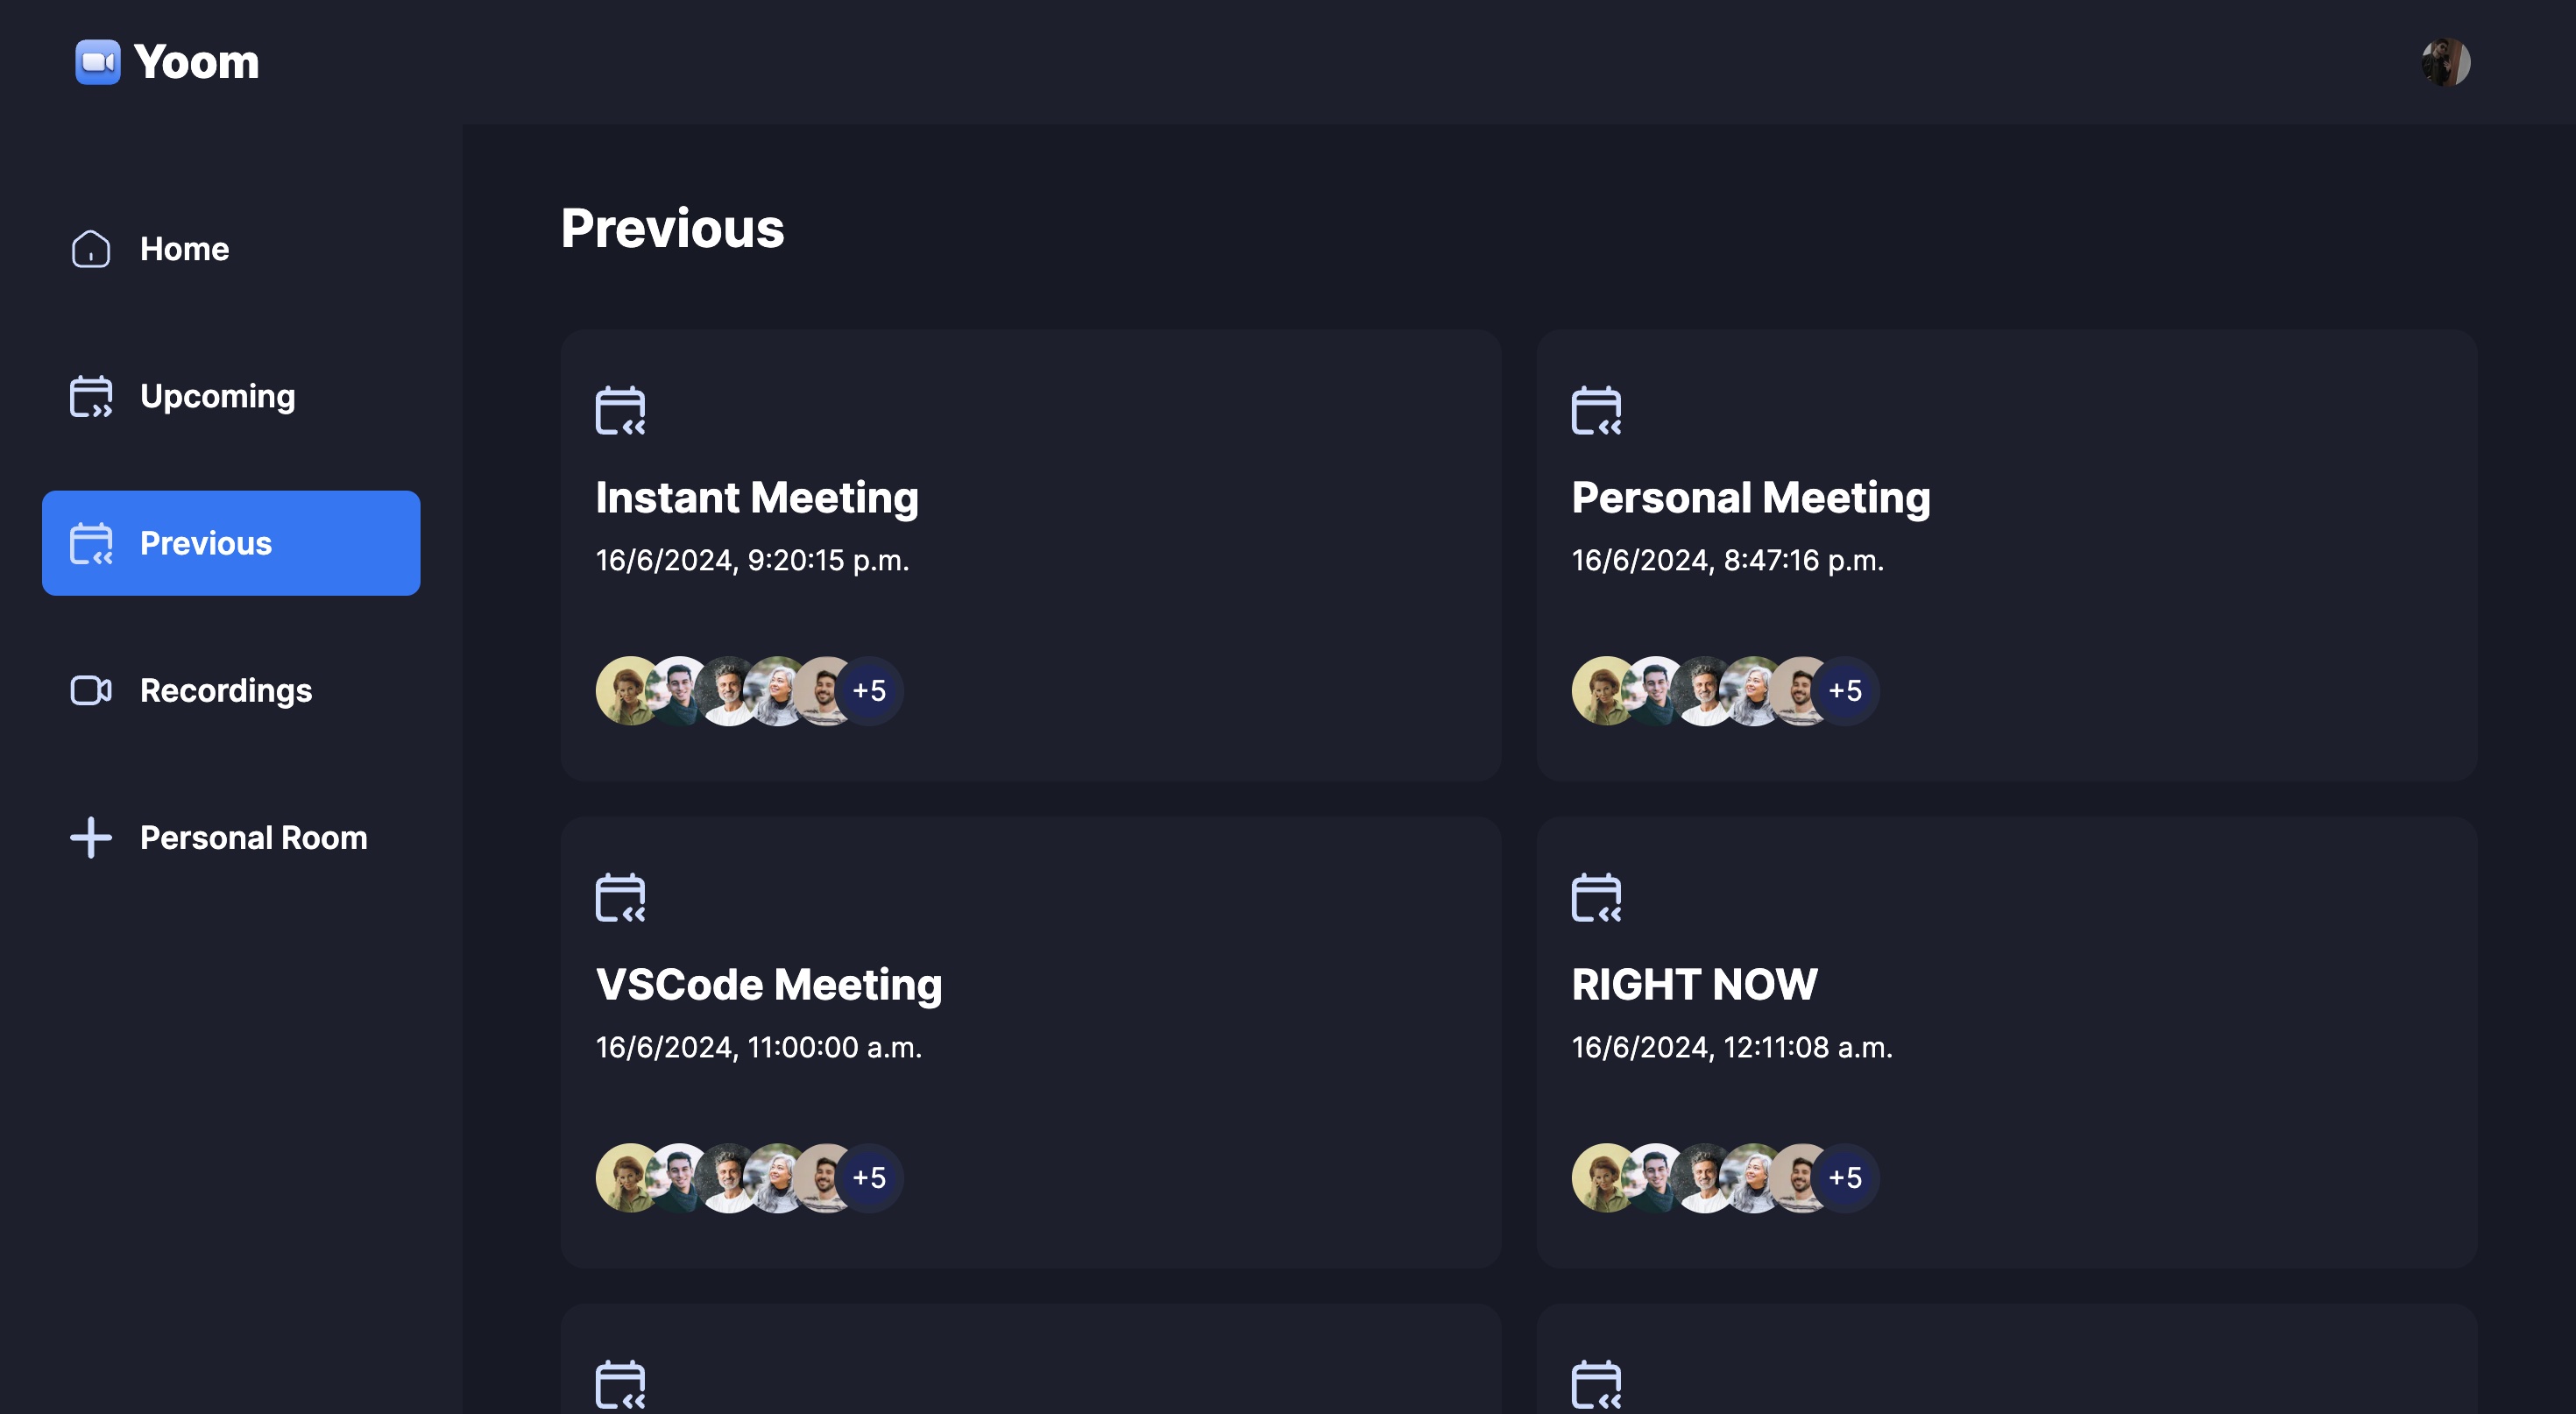 Yoom
Home
Upcoming
Previous
Recordings
Personal Room
Previous
Instant Meeting
16/6/2024, 9:20:15 p.m.
+5
Personal Meeting
16/6/2024, 8:47:16 p.m.
+5
VSCode Meeting
16/6/2024, 11:00:00 a.m.
+5
RIGHT NOW
16/6/2024, 12:11:08 a.m.
+5